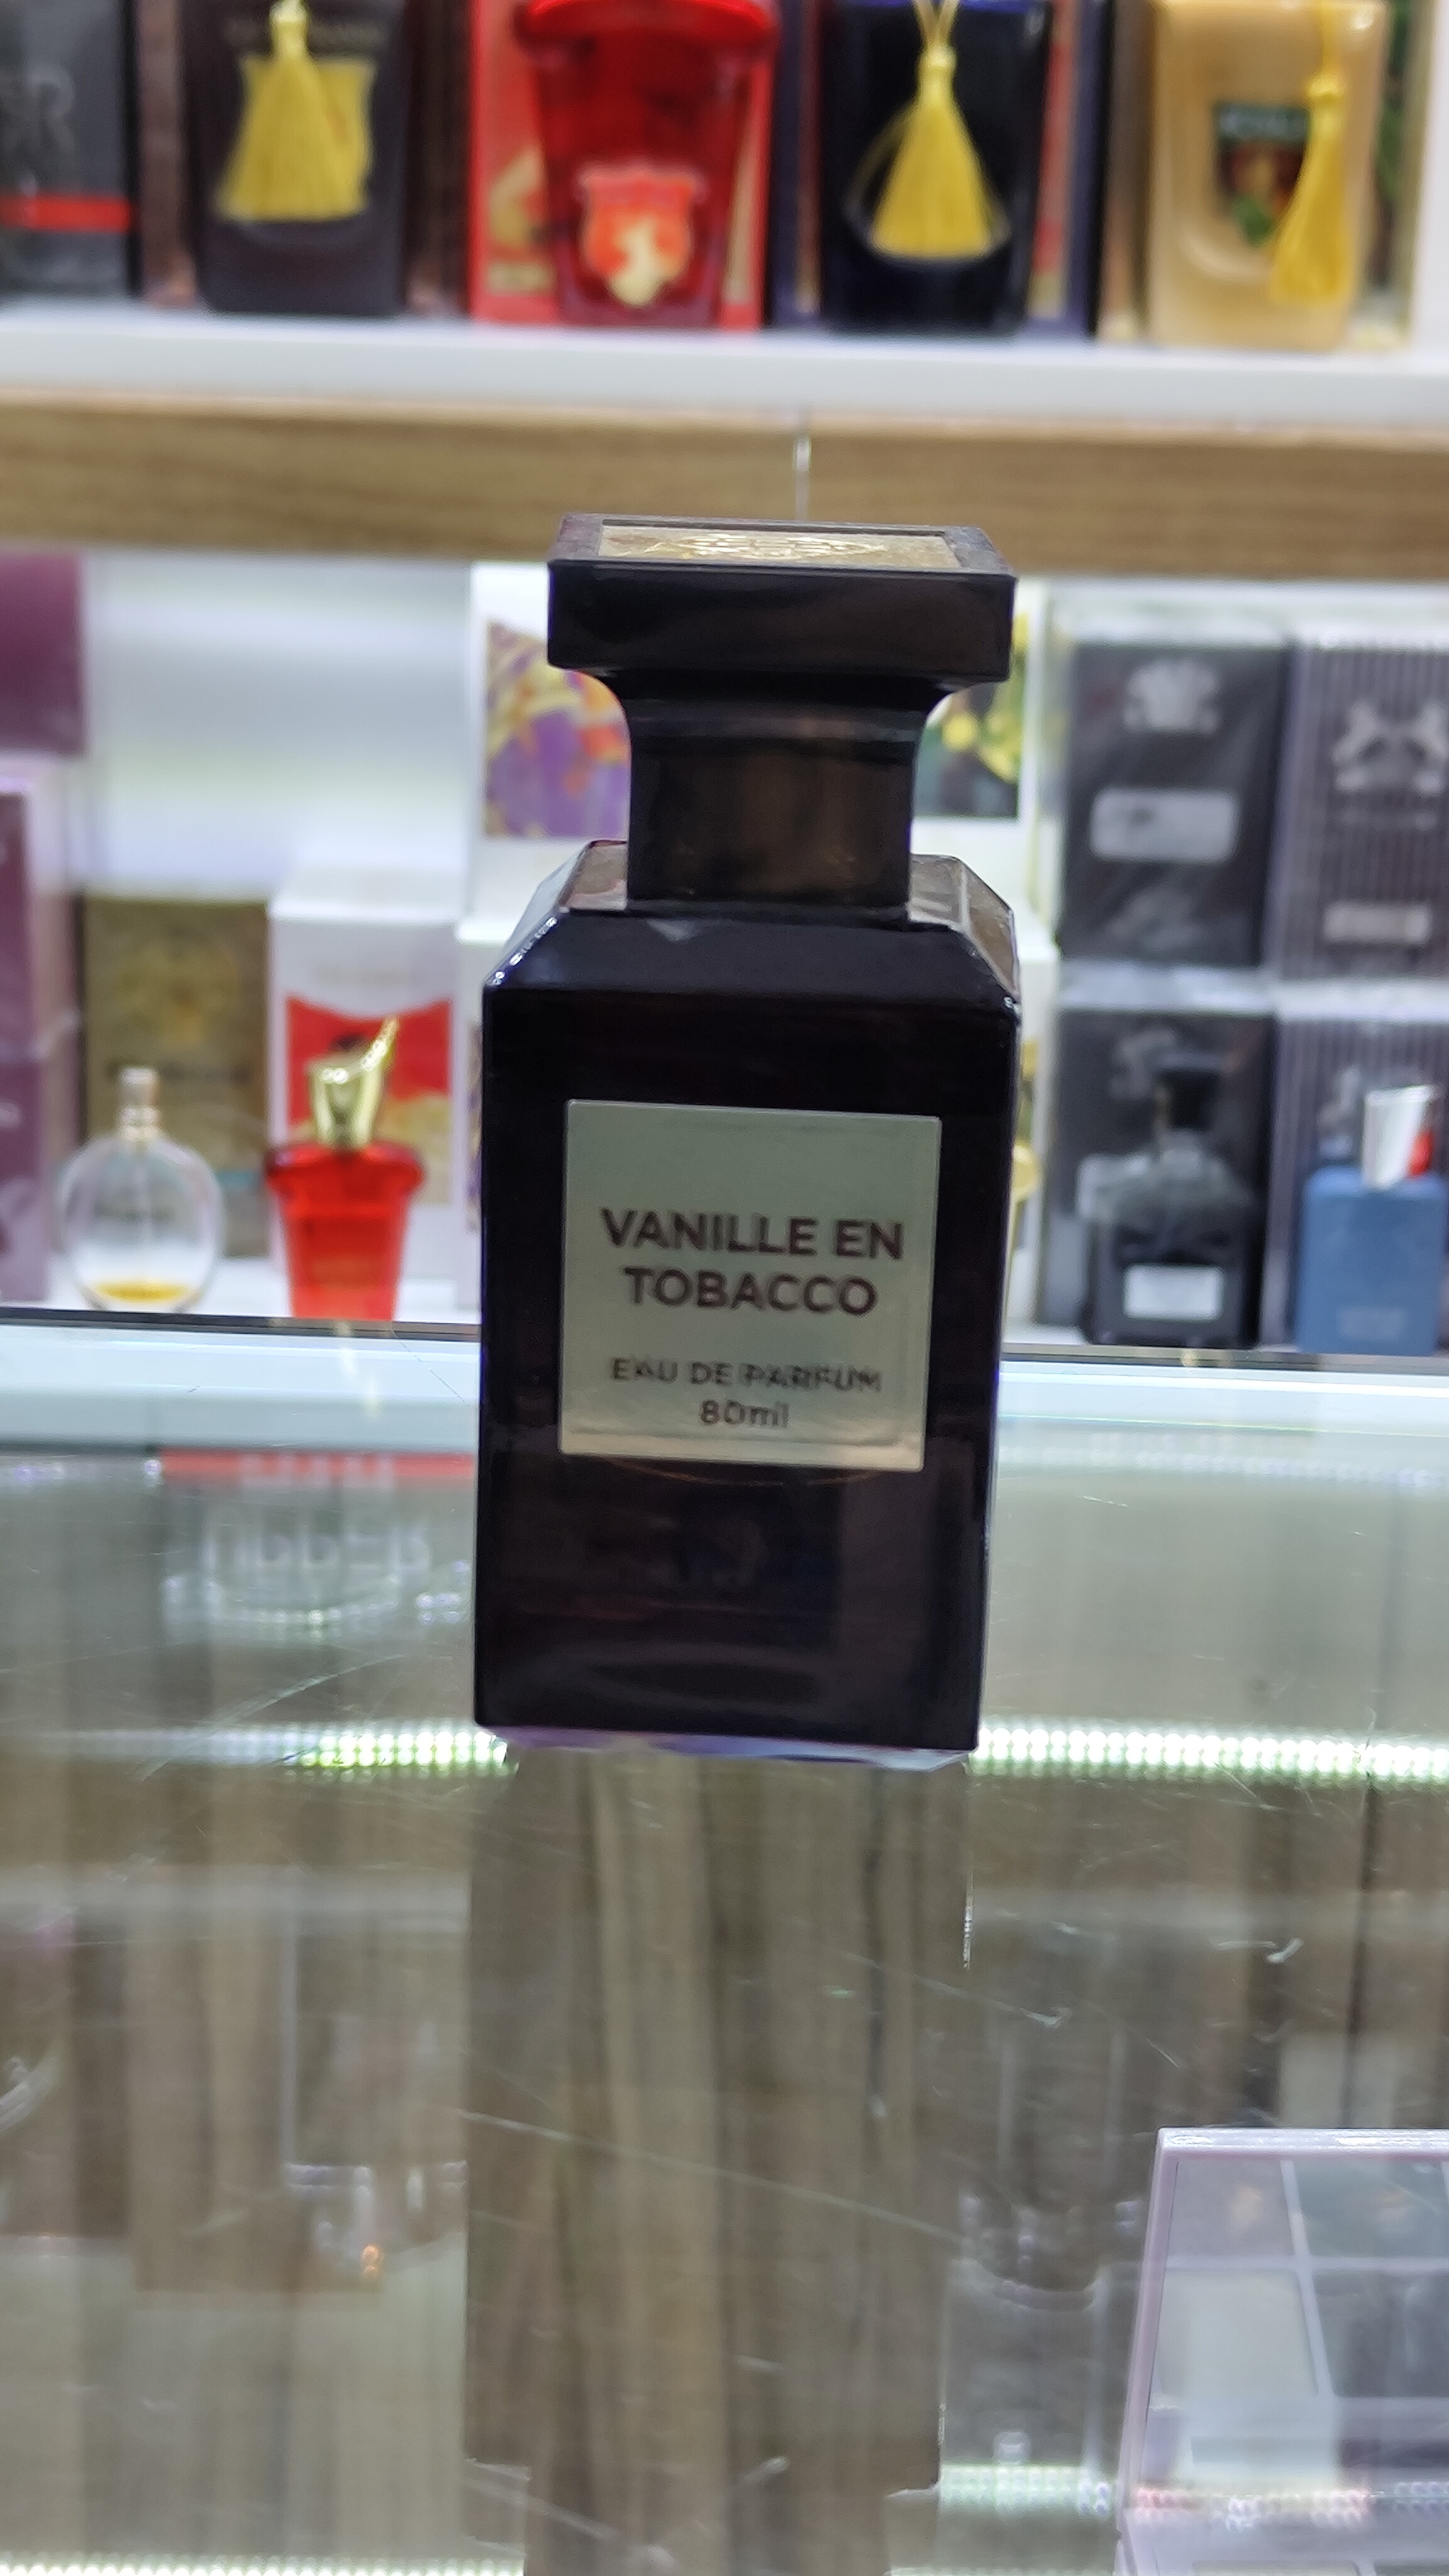 VANILLE EN
TOBACCO
EAU DE PARFUM
80ml